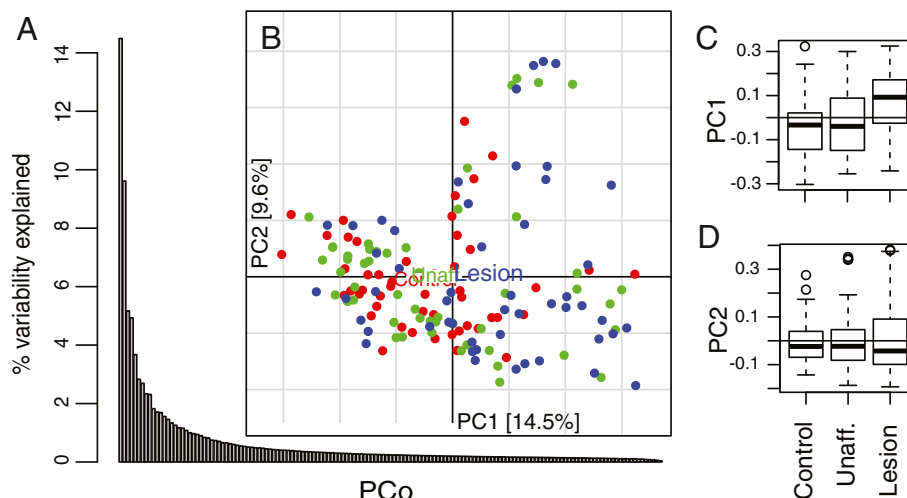 A
% variability explained
14
12
10
8
6
4
2
0
PCo
B
PC2 [9.6%]
PC1 [14.5%]
Control
Unaff.
Lesion
C
PC1
0.3
0.1
-0.1
-0.3
D
PC2
0.3
0.1
-0.1
Control
Unaff.
Lesion